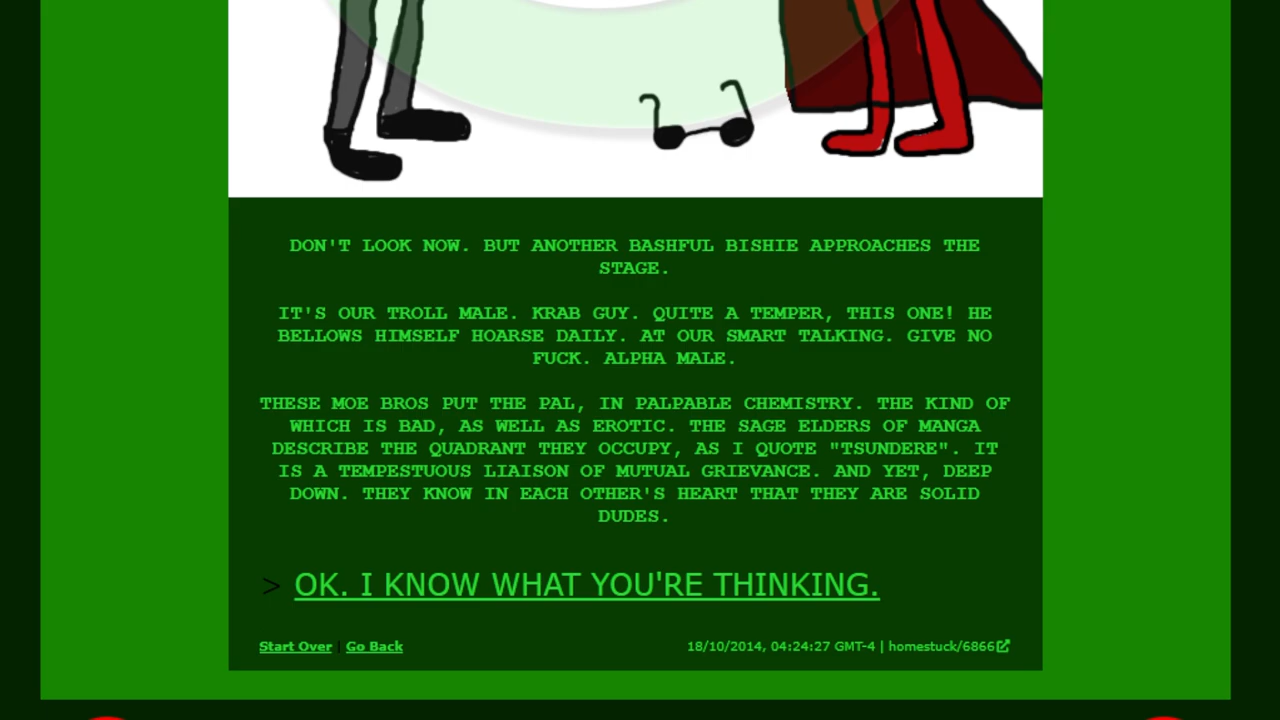 DON'T LOOK NOW. BUT ANOTHER BASHFUL BISHIE APPROACHES THE
STAGE.
IT'S OUR TROLL MALE. KRAB GUY. QUITE A TEMPER, THIS ONE! HE
BELLOWS HIMSELF HOARSE DAILY. AT OUR SMART TALKING. GIVE NO
FUCK. ALPHA MALE.
THESE MOE BROS PUT THE PAL, IN PALPABLE CHEMISTRY. THE KIND OF
WHICH IS BAD, AS WELL AS EROTIC. THE SAGE ELDERS OF MANGA
DESCRIBE THE QUADRANT THEY OCCUPY, AS I QUOTE "TSUNDERE". IT
IS A TEMPESTUOUS LIAISON OF MUTUAL GRIEVANCE. AND YET, DEEP
DOWN. THEY KNOW IN EACH OTHER'S HEART THAT THEY ARE SOLID
DUDES.
> OK. I KNOW WHAT YOU'RE THINKING.
Start Over | Go Back 18/10/2014, 04:24:27 GMT-4 | homestuck/6866